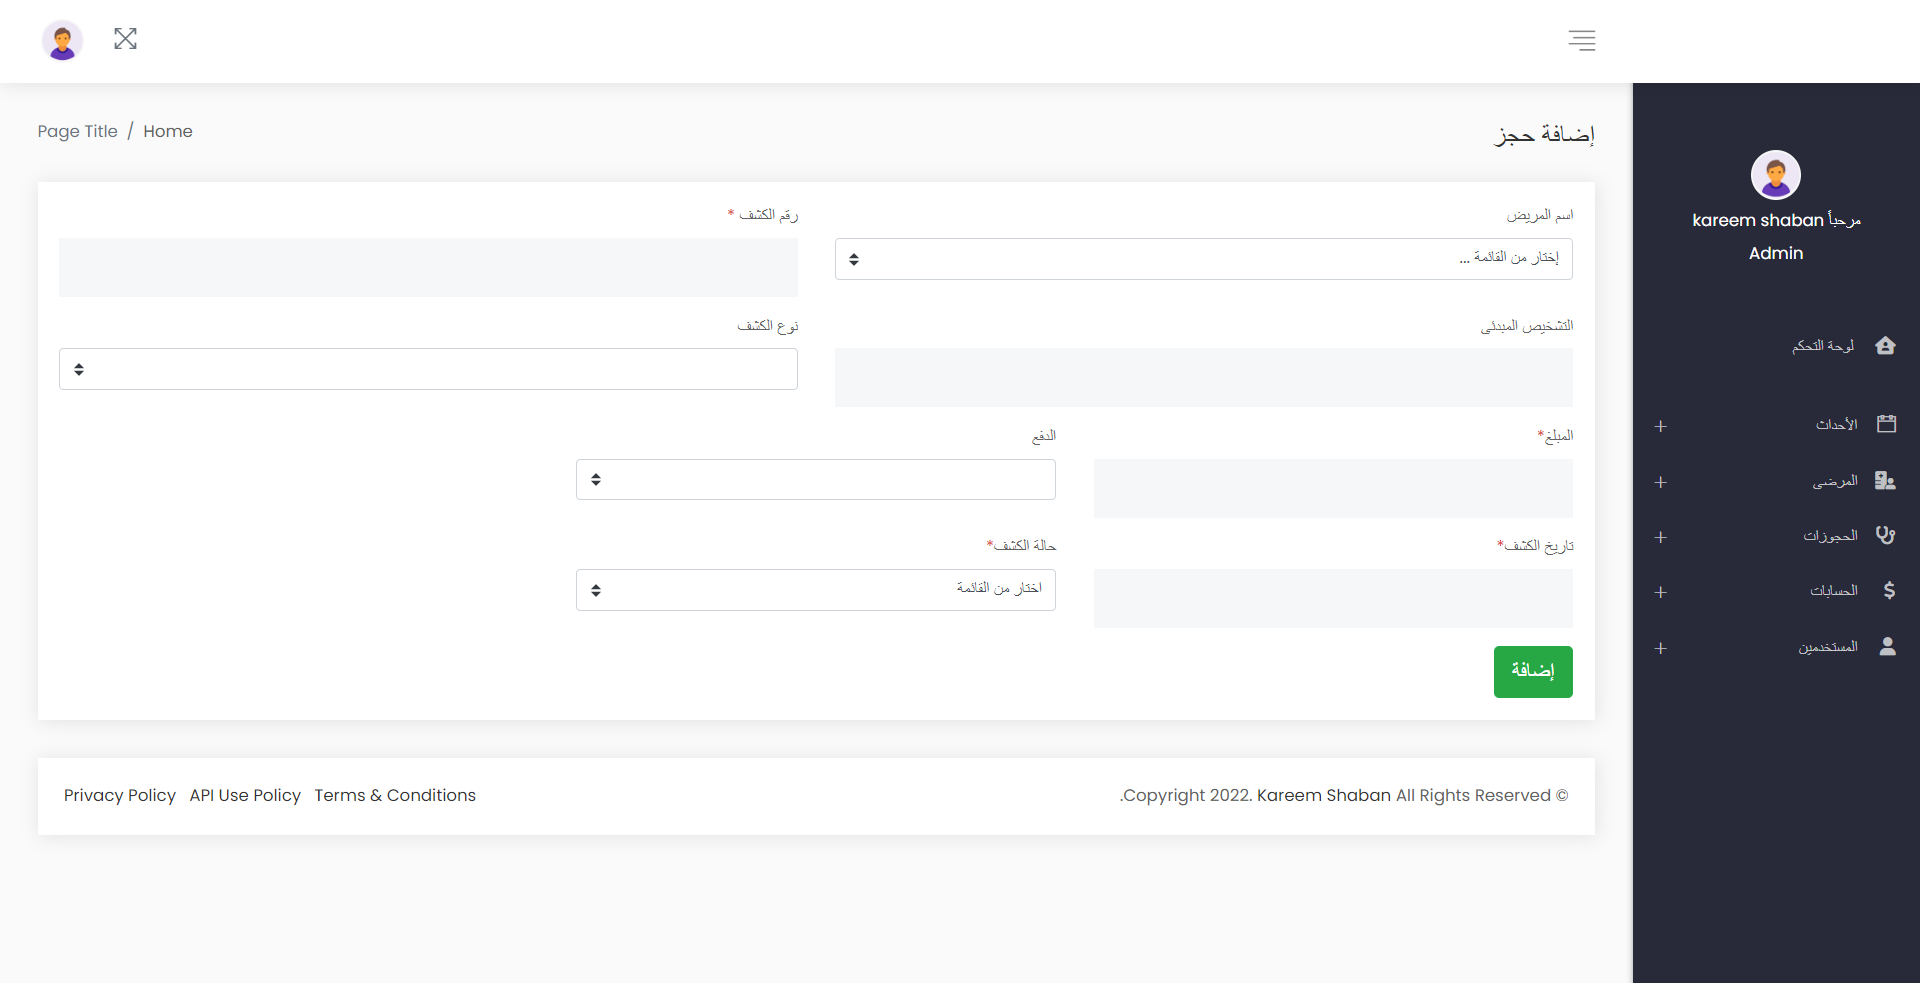 إضافة حجز
Page Title / Home
مرحباً kareem shaban
Admin
لوحة التحكم
الأحداث
المرضى
الحجوزات
الحسابات
المستخدمين
اسم المريض
إختار من القائمة ...
رقم الكشف *
التشخيص المبدئى
نوع الكشف
المبلغ*
الدفع
تاريخ الكشف*
حالة الكشف*
اختار من القائمة
إضافة
.Copyright 2022. Kareem Shaban All Rights Reserved ©
Privacy Policy API Use Policy Terms & Conditions